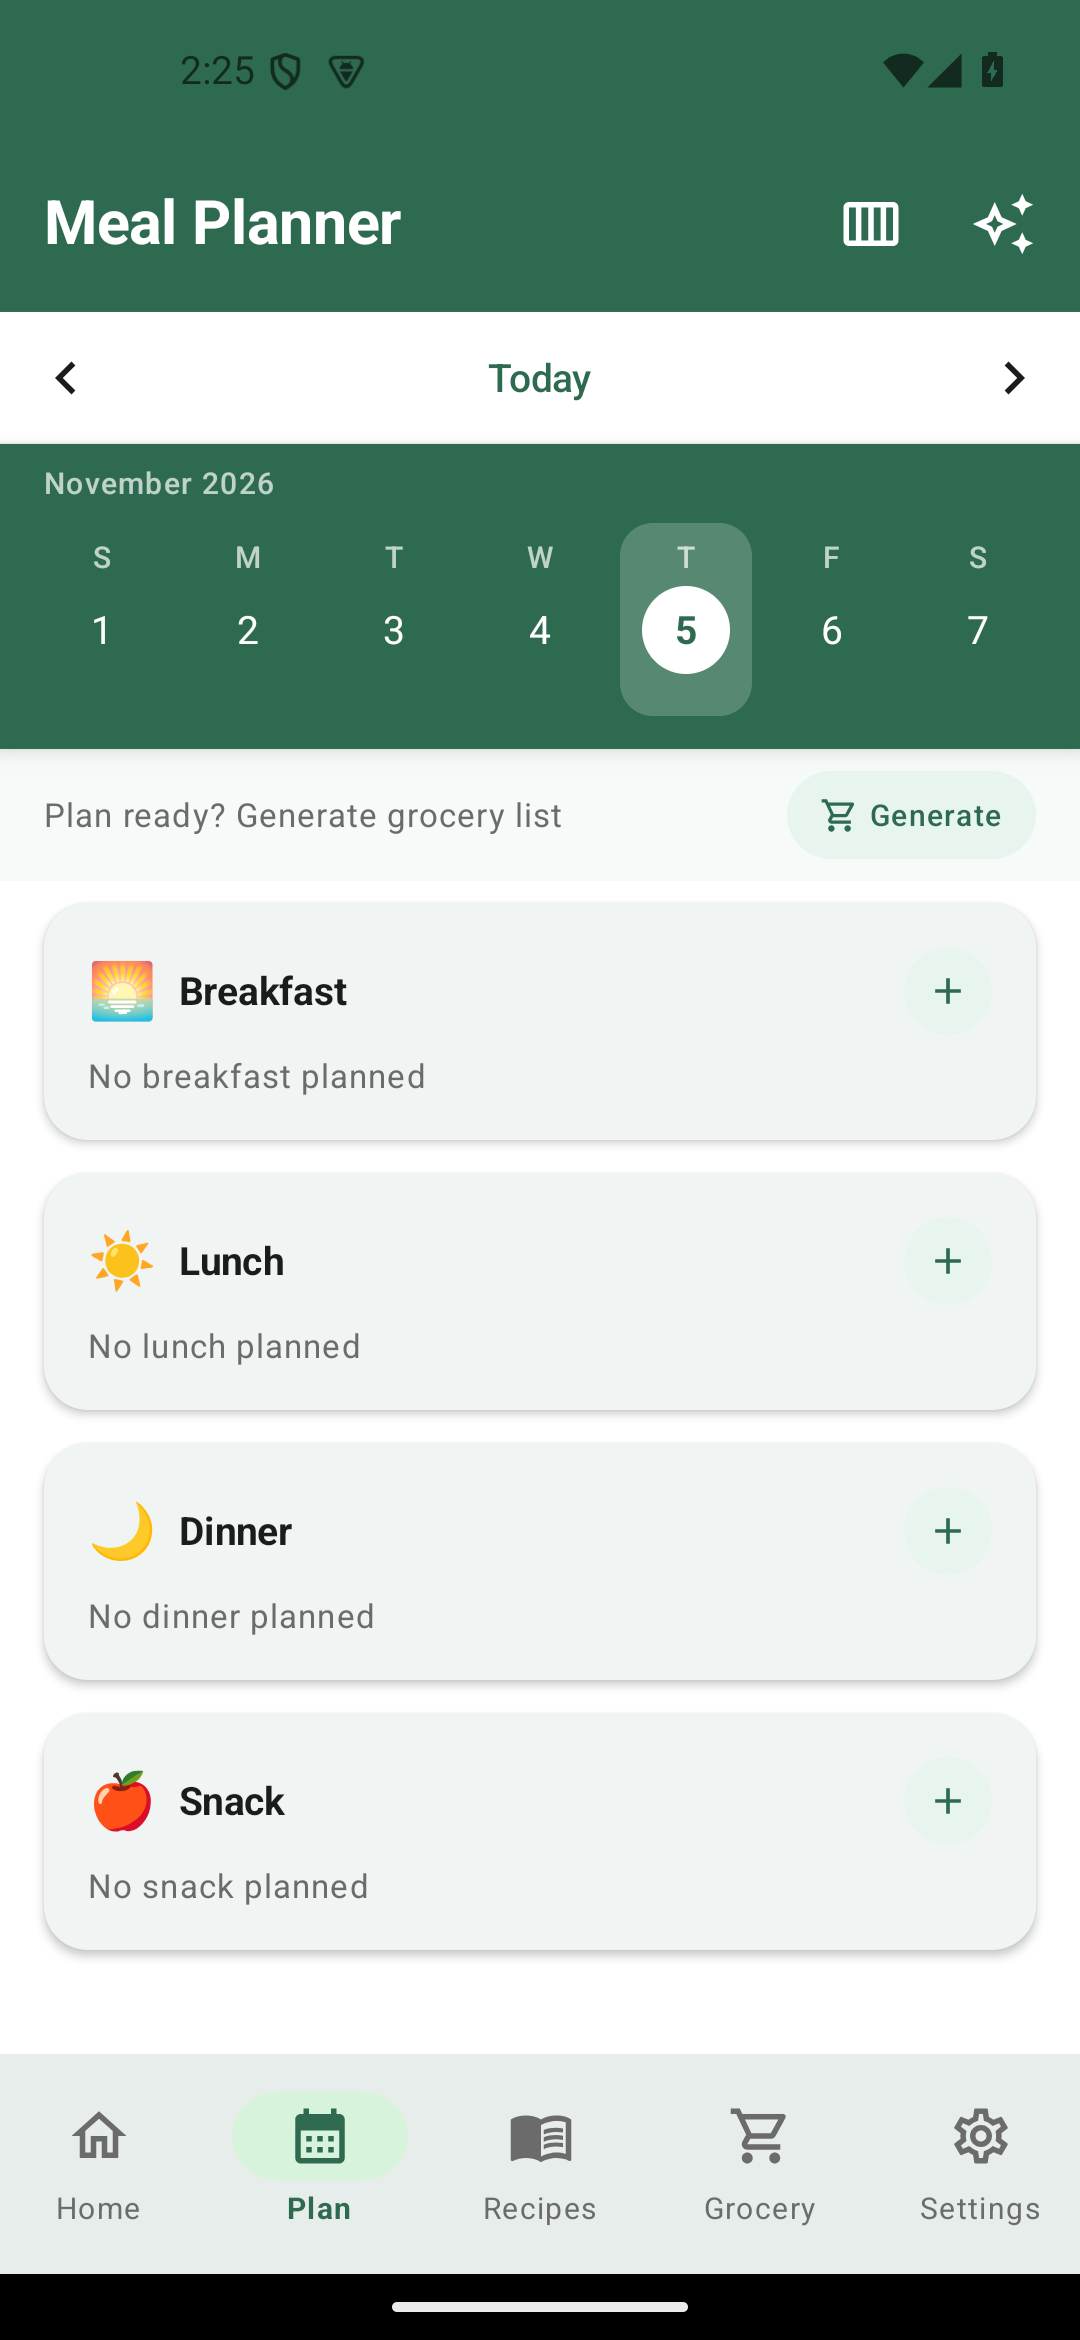 2:25
Meal Planner
Today
November 2026
S M T W T F S
1 2 3 4 5 6 7
Plan ready? Generate grocery list
Generate
Breakfast
No breakfast planned
Lunch
No lunch planned
Dinner
No dinner planned
Snack
No snack planned
Home Plan Recipes Grocery Settings